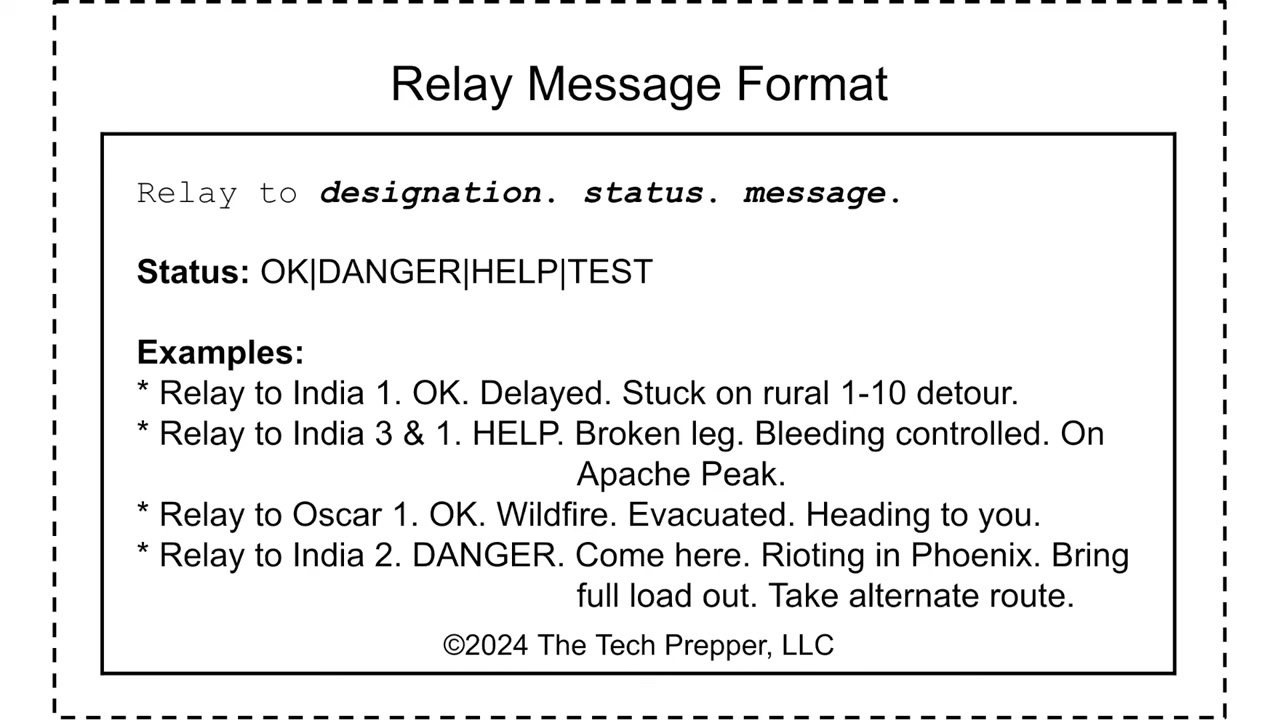 Relay Message Format
Relay to designation. status. message.
Status: OK|DANGER|HELP|TEST
Examples:
* Relay to India 1. OK. Delayed. Stuck on rural 1-10 detour.
* Relay to India 3 & 1. HELP. Broken leg. Bleeding controlled. On
Apache Peak.
* Relay to Oscar 1. OK. Wildfire. Evacuated. Heading to you.
* Relay to India 2. DANGER. Come here. Rioting in Phoenix. Bring
full load out. Take alternate route.
©2024 The Tech Prepper, LLC